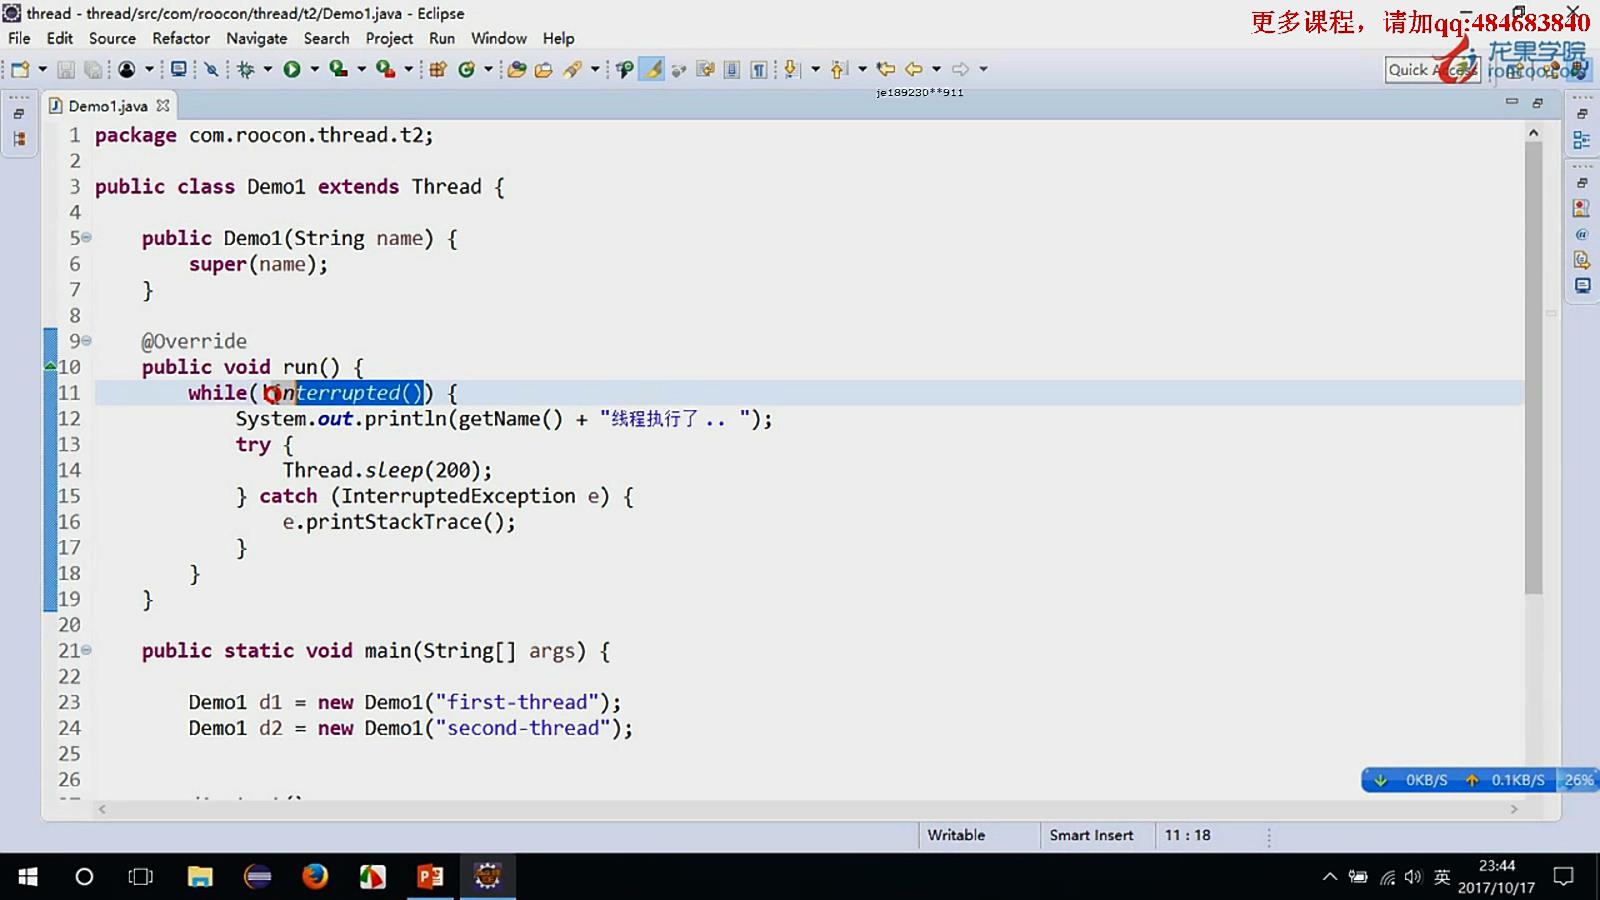 thread - thread/src/com/roocon/thread/t2/Demo1.java - Eclipse
更多课程，请加qq:484683840
File Edit Source Refactor Navigate Search Project Run Window Help
龙果学院
Quick Access
roncoo.com
je189230**911
Demo1.java
1 package com.roocon.thread.t2;
2
3 public class Demo1 extends Thread {
4
5 public Demo1(String name) {
6 super(name);
7 }
8
9 @Override
10 public void run() {
11 while(!interrupted()) {
12 System.out.println(getName() + "线程执行了 .. ");
13 try {
14 Thread.sleep(200);
15 } catch (InterruptedException e) {
16 e.printStackTrace();
17 }
18 }
19 }
20
21 public static void main(String[] args) {
22
23 Demo1 d1 = new Demo1("first-thread");
24 Demo1 d2 = new Demo1("second-thread");
25
26
0KB/S 0.1KB/S 26%
Writable Smart Insert 11 : 18
英
23:44
2017/10/17